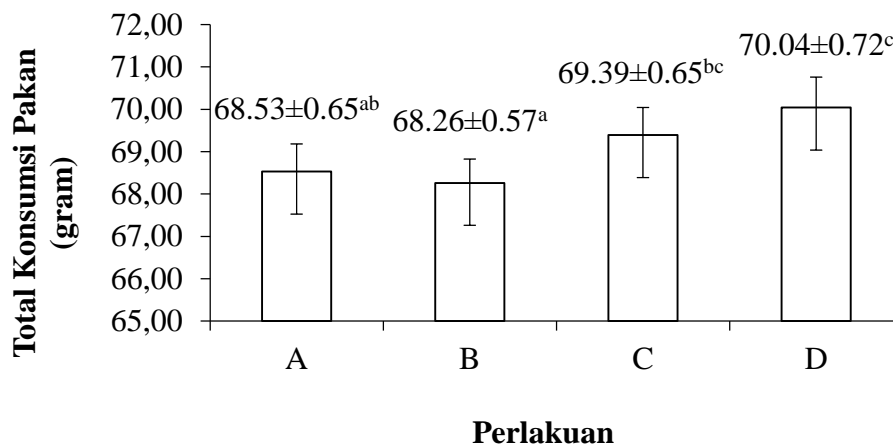 Total Konsumsi Pakan
(gram)
72,00
71,00
70,00
69,00
68,00
67,00
66,00
65,00
68.53±0.65ᵃᵇ
68.26±0.57ᵃ
69.39±0.65ᵇᶜ
70.04±0.72ᶜ
A B C D
Perlakuan